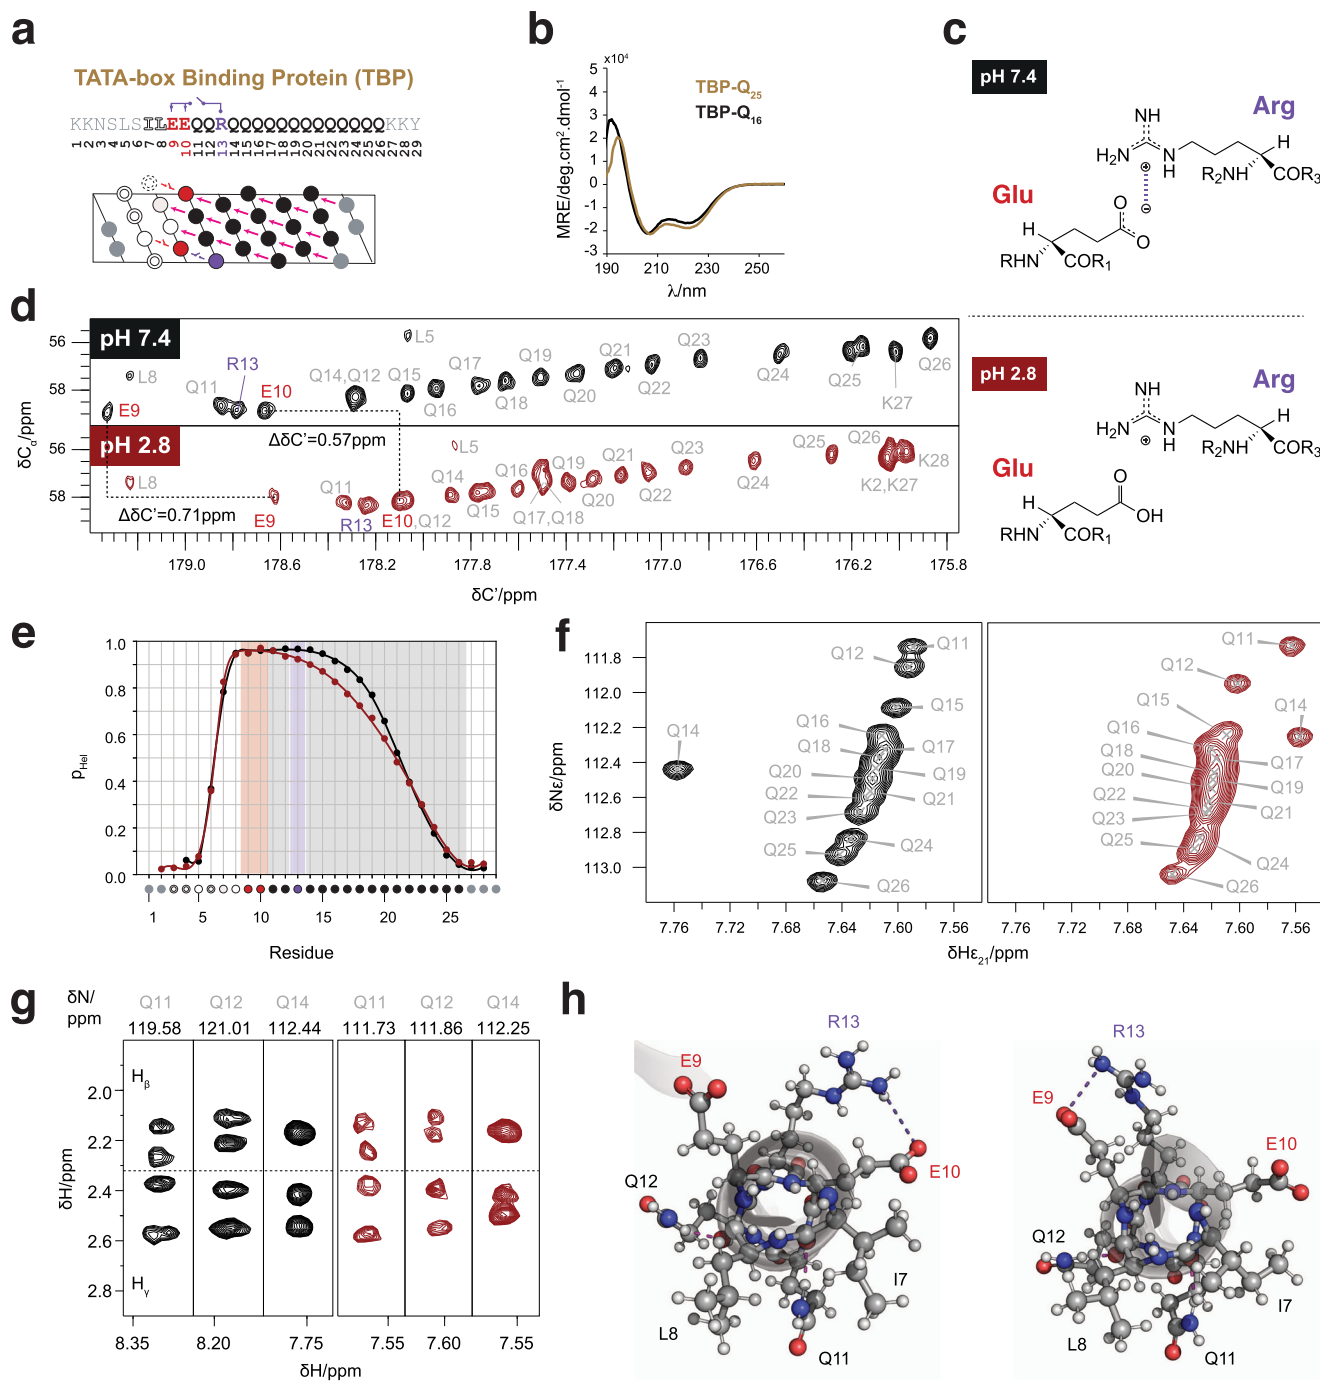 a
TATA-box Binding Protein (TBP)
KKNSLSILEEQQRQQQQQQQQQQQQQKKY
1 2 3 4 5 6 7 8 9 10 11 12 13 14 15 16 17 18 19 20 21 22 23 24 25 26 27 28 29
b
x10⁴
TBP-Q₂₅
TBP-Q₁₆
MRE/deg.cm².dmol⁻¹
5
4
3
2
1
0
-1
-2
-3
190 210 230 250
λ/nm
c
pH 7.4
Arg
NH
H₂N
N
H
H
R₂NH
COR₃
Glu
O
O
H
RHN
COR₁
pH 2.8
Arg
NH
H₂N
N
H
H
R₂NH
COR₃
Glu
O
OH
H
RHN
COR₁
d
pH 7.4
L5
L8
Q11
R13
E9
E10
Q14,Q12
Q15
Q16
Q17
Q18
Q19
Q20
Q21
Q22
Q23
Q24
Q25
K27
Q26
ΔδC'=0.57ppm
pH 2.8
L5
L8
E9
ΔδC'=0.71ppm
Q11
R13
E10,Q12
Q14
Q15
Q16
Q17,Q18
Q19
Q20
Q21
Q22
Q23
Q24
Q25
Q26
K2,K27
K28
δCα/ppm
56
58
56
58
179.0 178.6 178.2 177.8 177.4 177.0 176.6 176.2 175.8
δC'/ppm
e
pHel
1.0
0.8
0.6
0.4
0.2
0.0
1 5 10 15 20 25
Residue
f
δNε/ppm
111.8
112.0
112.2
112.4
112.6
112.8
113.0
Q11
Q12
Q15
Q14
Q16
Q18
Q17
Q20
Q19
Q22
Q21
Q23
Q24
Q25
Q26
Q11
Q12
Q15
Q14
Q16
Q18
Q17
Q20
Q19
Q22
Q21
Q23
Q25
Q24
Q26
7.76 7.72 7.68 7.64 7.60 7.76 7.72 7.68 7.64 7.60 7.56
δHε₂₁/ppm
g
δN/
ppm
Q11 Q12 Q14 Q11 Q12 Q14
119.58 121.01 112.44 111.73 111.86 112.25
Hβ
Hγ
δH/ppm
2.0
2.2
2.4
2.6
2.8
8.35 8.20 7.75 7.55 7.60 7.55
δH/ppm
h
R13
E9
E10
Q12
I7
L8
Q11
R13
E9
E10
Q12
I7
L8
Q11